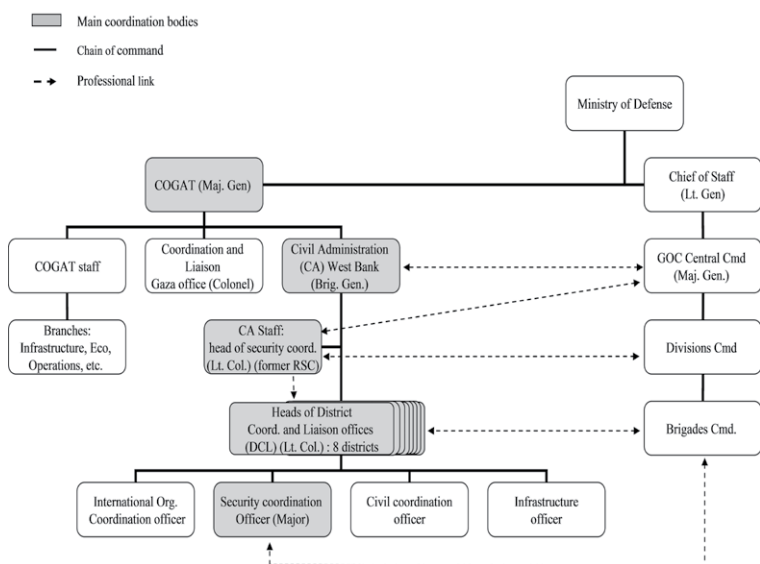 Main coordination bodies
Chain of command
Professional link
Ministry of Defense
COGAT (Maj. Gen)
Chief of Staff
(Lt. Gen)
COGAT staff
Coordination and
Liaison
Gaza office (Colonel)
Civil Administration
(CA) West Bank
(Brig. Gen.)
GOC Central Cmd
(Maj. Gen.)
Branches:
Infrastructure, Eco,
Operations, etc.
CA Staff:
head of security coord.
(Lt. Col.) (former RSC)
Divisions Cmd
Heads of District
Coord. and Liaison offices
(DCL) (Lt. Col.) : 8 districts
Brigades Cmd.
International Org.
Coordination officer
Security coordination
Officer (Major)
Civil coordination
officer
Infrastructure
officer